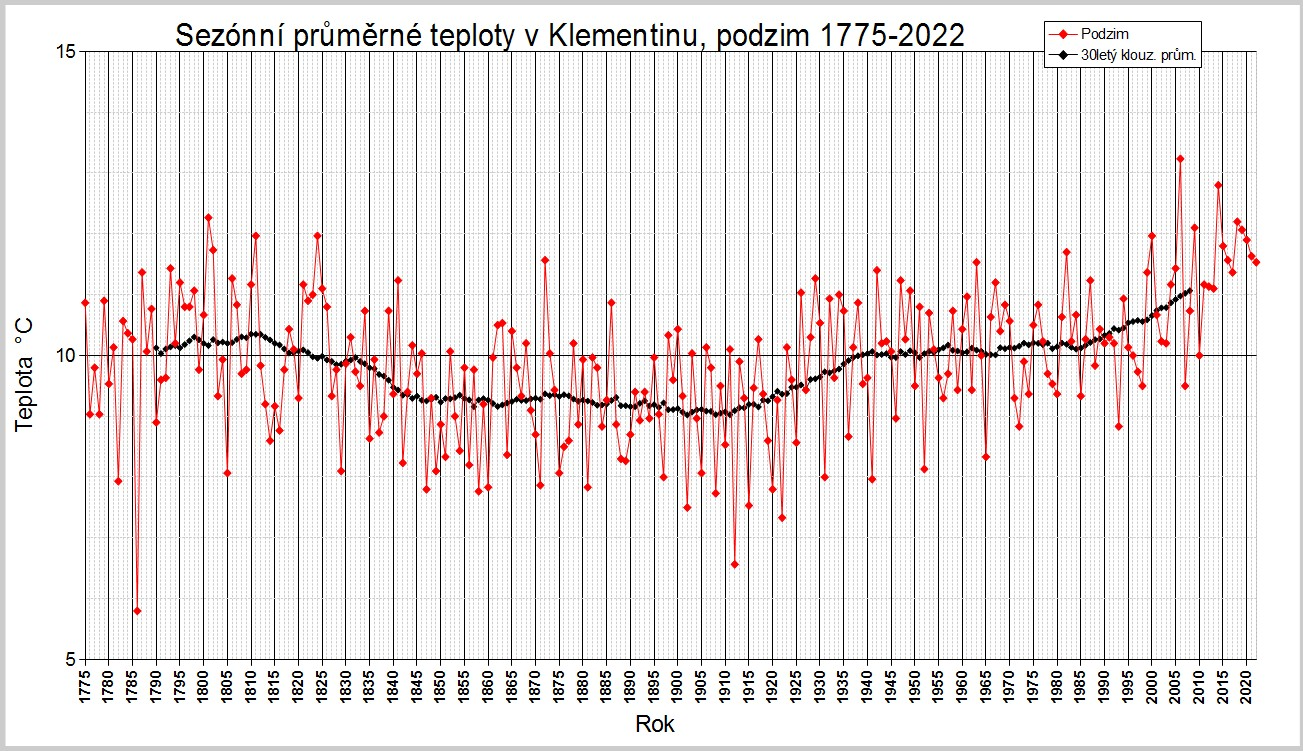 Sezónní průměrné teploty v Klementinu, podzim 1775-2022
Podzim
30letý klouz. prům.
15
10
5
Teplota °C
1775 1780 1785 1790 1795 1800 1805 1810 1815 1820 1825 1830 1835 1840 1845 1850 1855 1860 1865 1870 1875 1880 1885 1890 1895 1900 1905 1910 1915 1920 1925 1930 1935 1940 1945 1950 1955 1960 1965 1970 1975 1980 1985 1990 1995 2000 2005 2010 2015 2020
Rok